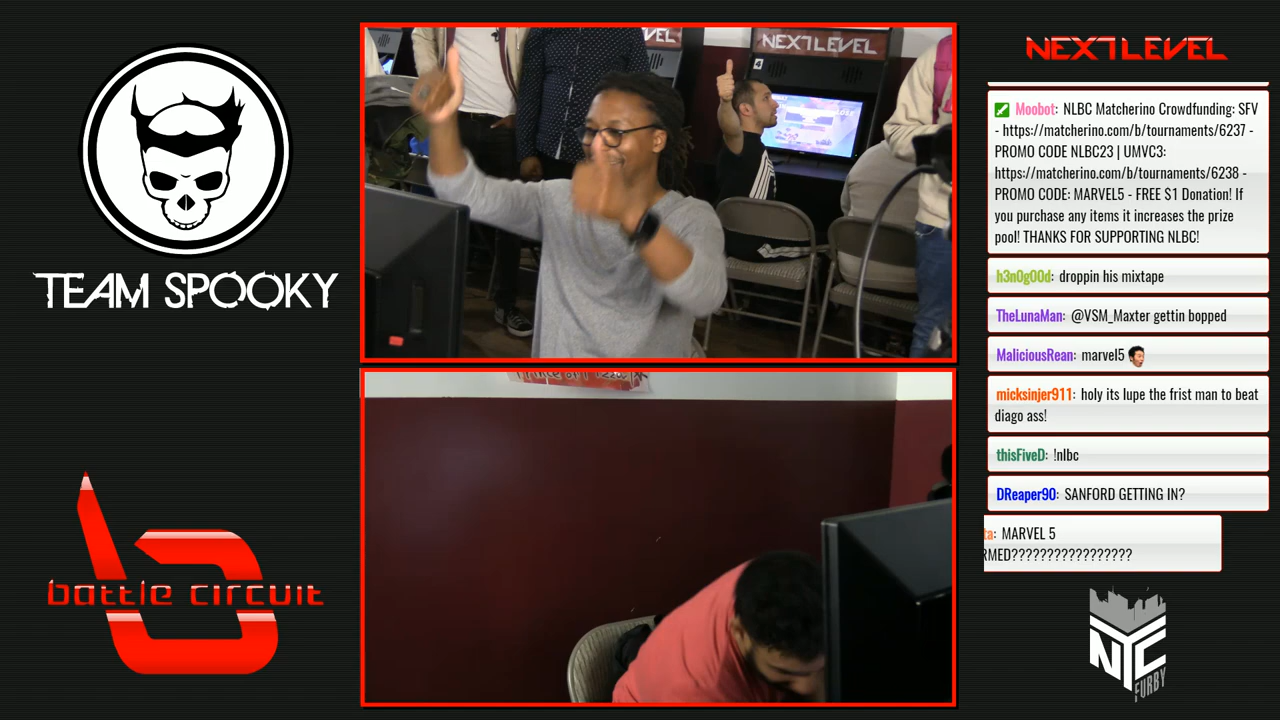 TEAM SPOOKY
battle circuit
VEL
NEXTLEVEL
4
NEXTLEVEL
Moobot: NLBC Matcherino Crowdfunding: SFV
- https://matcherino.com/b/tournaments/6237 -
PROMO CODE NLBC23 | UMVC3:
https://matcherino.com/b/tournaments/6238 -
PROMO CODE: MARVEL5 - FREE $1 Donation! If
you purchase any items it increases the prize
pool! THANKS FOR SUPPORTING NLBC!
h3n0g00d: droppin his mixtape
TheLunaMan: @VSM_Maxter gettin bopped
MaliciousRean: marvel5
micksinjer911: holy its lupe the frist man to beat
diago ass!
thisFiveD: !nlbc
DReaper90: SANFORD GETTING IN?
ta: MARVEL 5
RMED?????????????????
NYC
FURBY